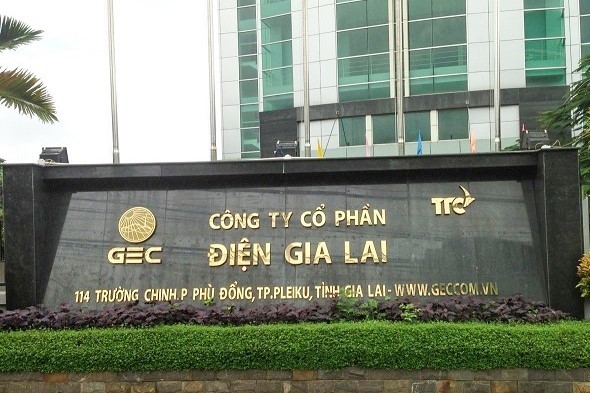 CÔNG TY CỔ PHẦN
TTC
GEC
ĐIỆN GIA LAI
114 TRƯỜNG CHINH.P PHÙ ĐỔNG,TP.PLEIKU,TỈNH GIA LAI-WWW.GECCOM.VN